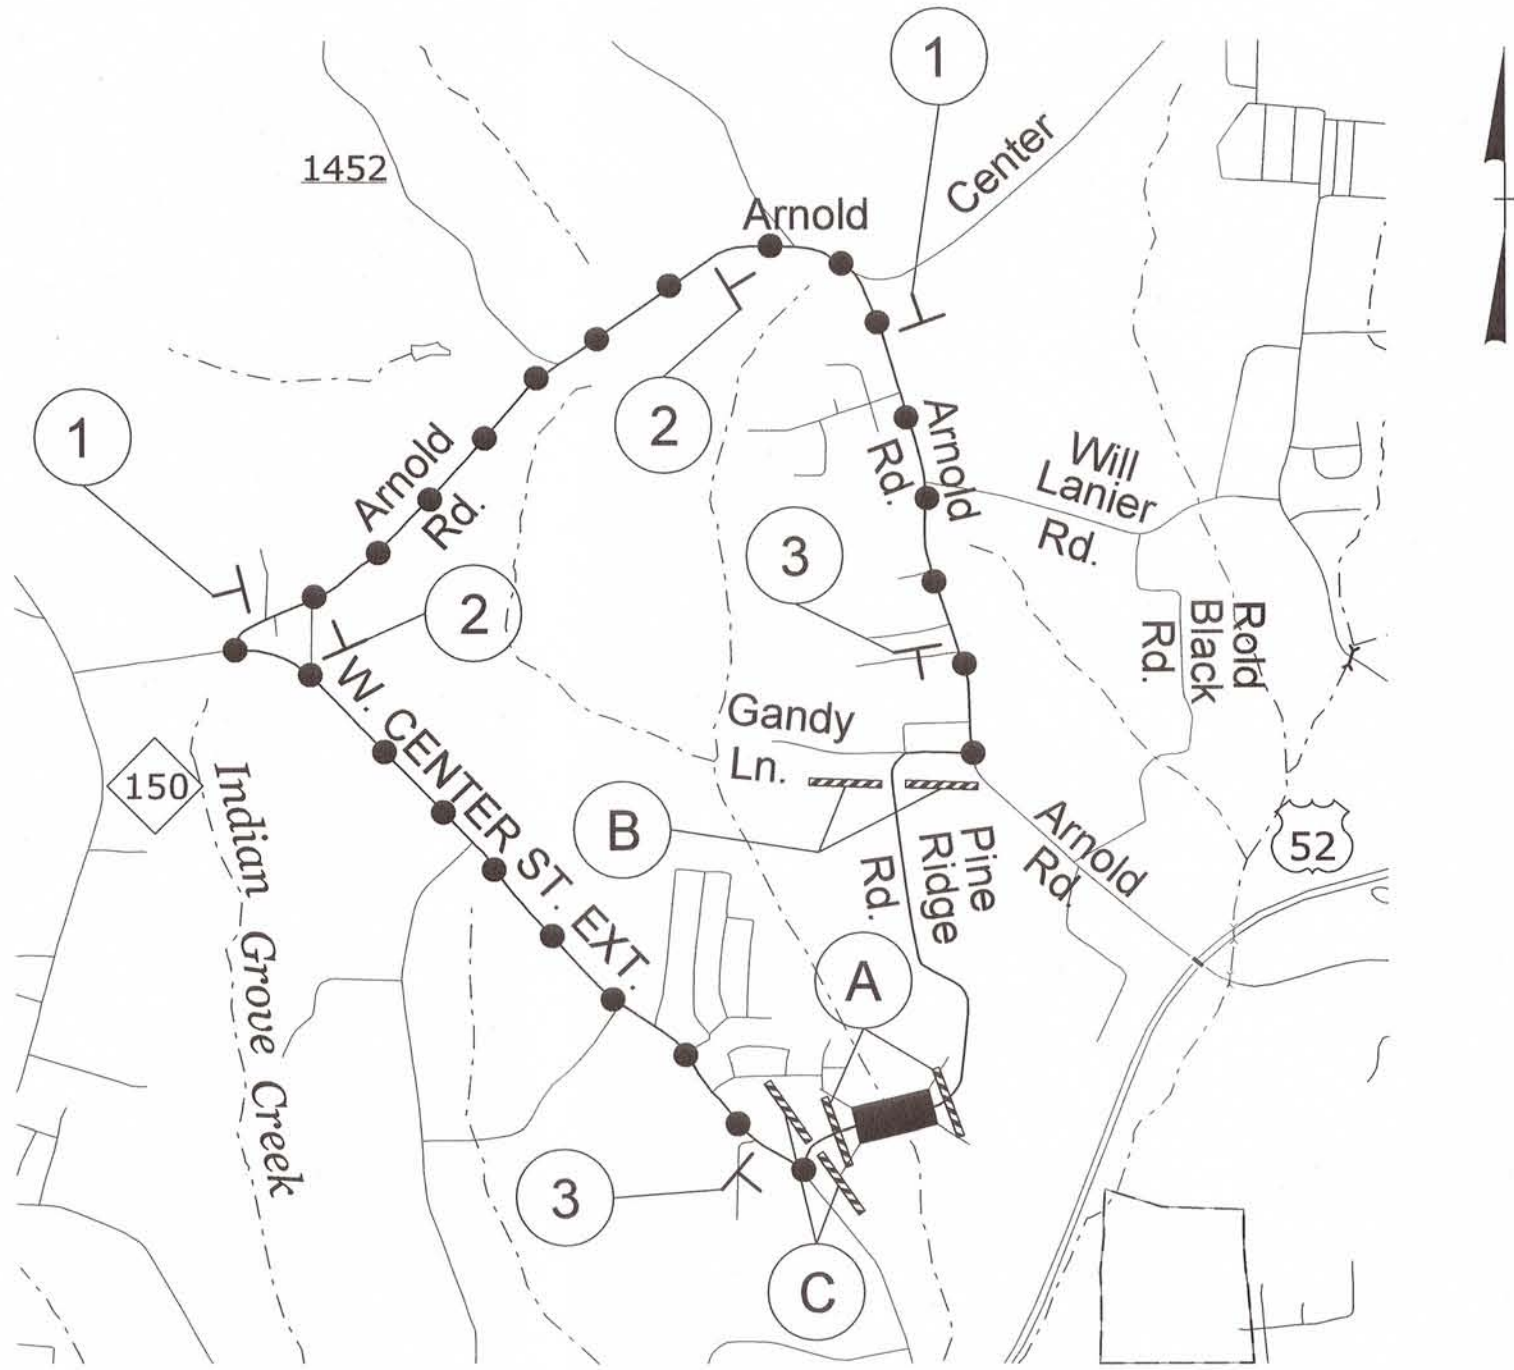 1
Center
1452
Arnold
1
2
Arnold
Rd.
Arnold
Rd.
Will
Lanier
Rd.
3
2
Rold
Black
Rd.
W. CENTER ST. EXT.
Gandy
Ln.
150
Indian Grove Creek
B
Pine
Ridge
Rd.
Arnold
Rd.
52
A
3
C